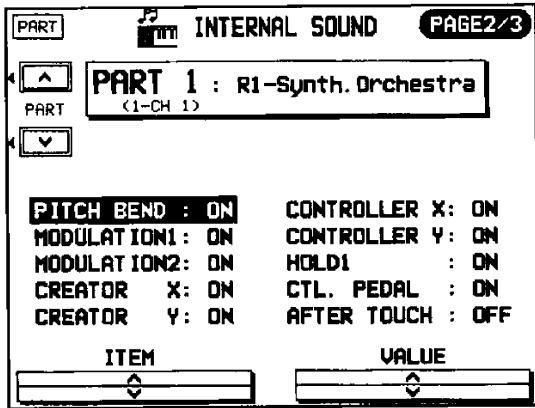 PART INTERNAL SOUND PAGE2/3
PART 1 : R1-Synth.Orchestra
(1-CH 1)
PART
PITCH BEND : ON
MODULATION1: ON
MODULATION2: ON
CREATOR X: ON
CREATOR Y: ON
CONTROLLER X: ON
CONTROLLER Y: ON
HOLD1 : ON
CTL. PEDAL : ON
AFTER TOUCH : OFF
ITEM
VALUE